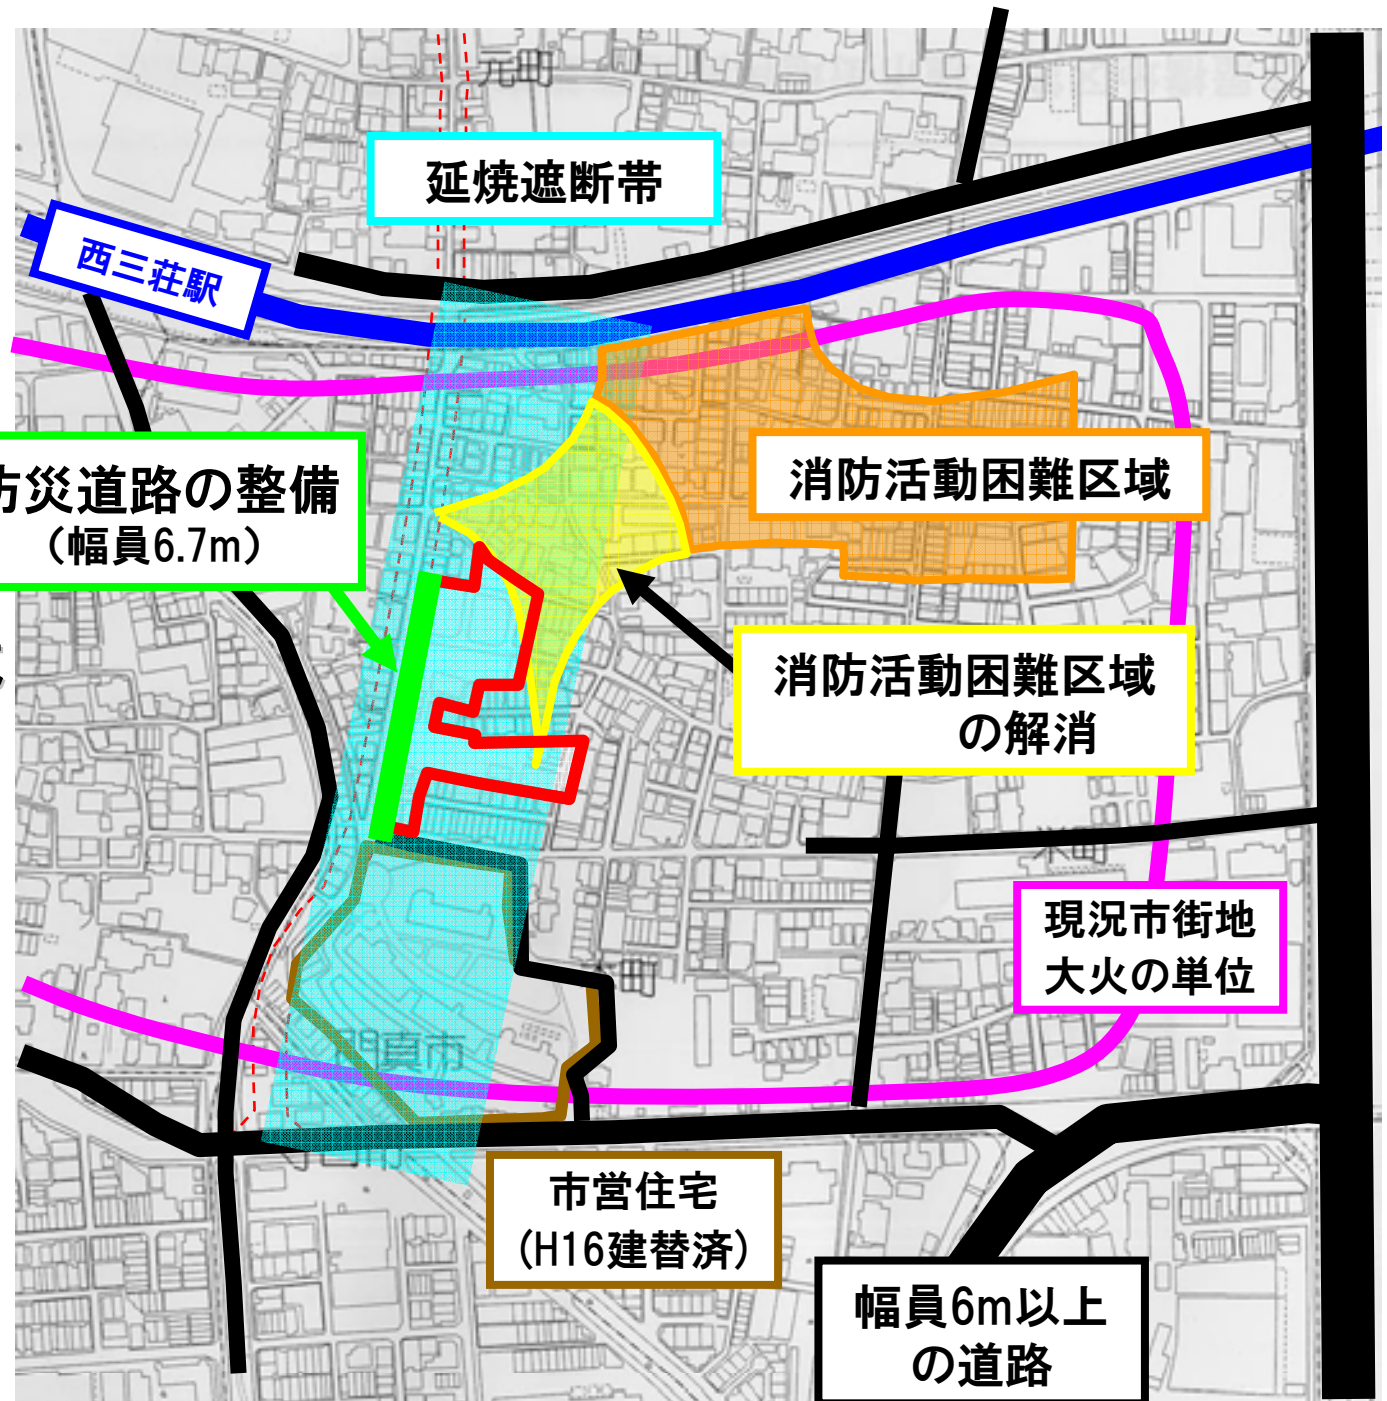 元町
延焼遮断帯
西三荘駅
防災道路の整備
(幅員6.7m)
消防活動困難区域
消防活動困難区域
の解消
現況市街地
大火の単位
門真市
市営住宅
(H16建替済)
幅員6m以上
の道路